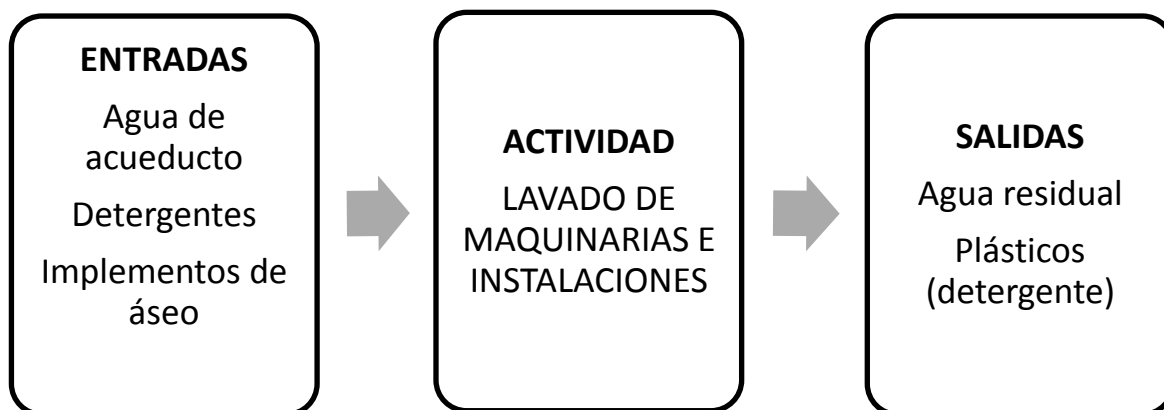 ENTRADAS
Agua de
acueducto
Detergentes
Implementos de
áseo
ACTIVIDAD
LAVADO DE
MAQUINARIAS E
INSTALACIONES
SALIDAS
Agua residual
Plásticos
(detergente)